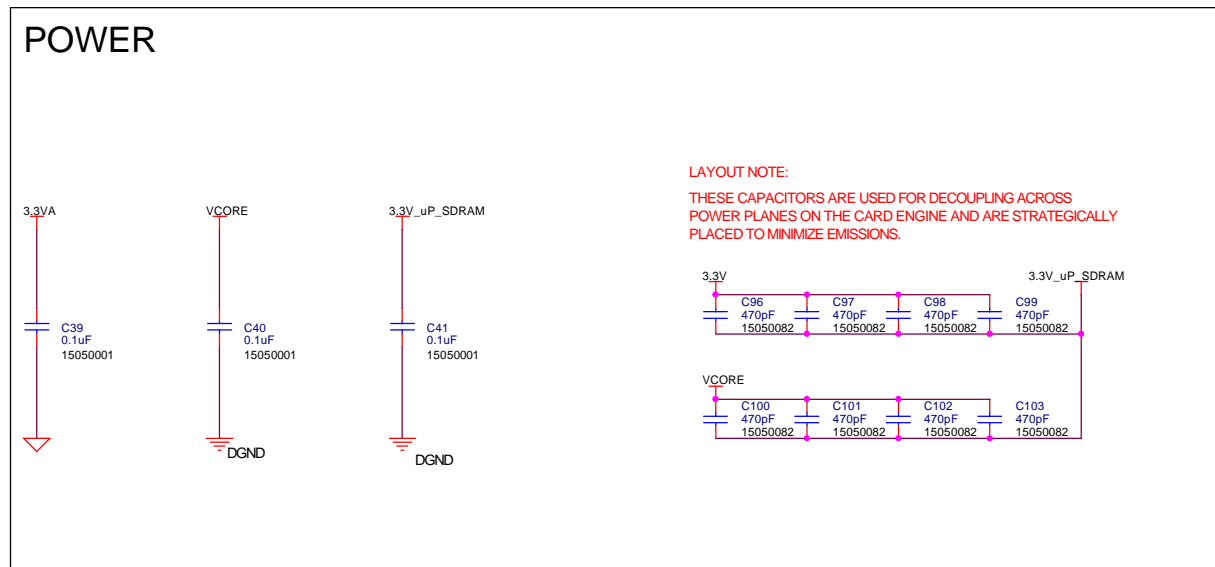 POWER
LAYOUT NOTE:
THESE CAPACITORS ARE USED FOR DECOUPLING ACROSS
POWER PLANES ON THE CARD ENGINE AND ARE STRATEGICALLY
PLACED TO MINIMIZE EMISSIONS.
3.3VA
VCORE
3.3V_uP_SDRAM
C39
0.1uF
15050001
C40
0.1uF
15050001
DGND
C41
0.1uF
15050001
DGND
3.3V
3.3V_uP_SDRAM
C96
470pF
15050082
C97
470pF
15050082
C98
470pF
15050082
C99
470pF
15050082
VCORE
C100
470pF
15050082
C101
470pF
15050082
C102
470pF
15050082
C103
470pF
15050082